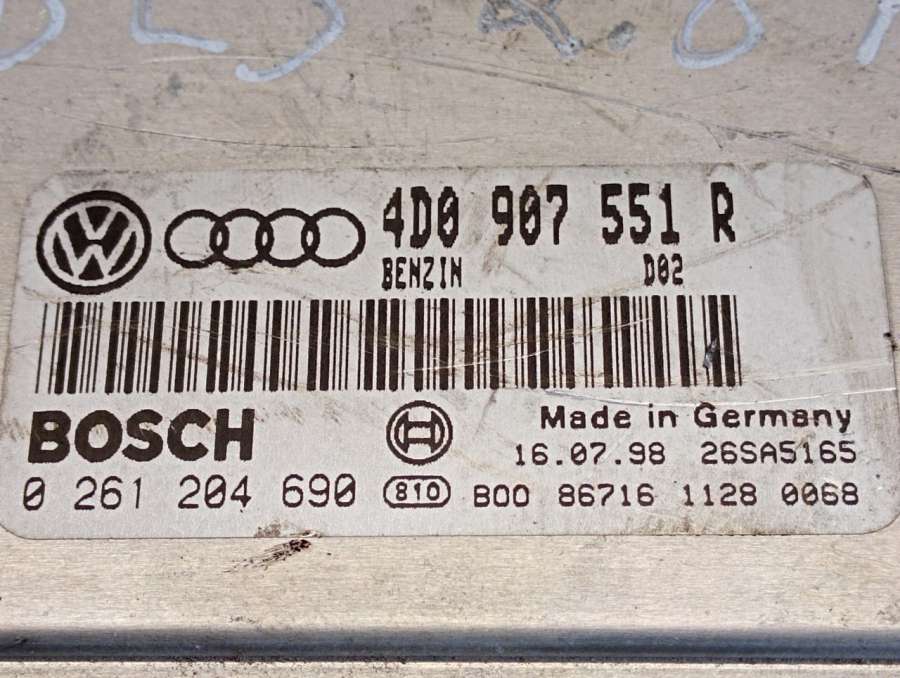 4D0 907 551 R
BENZIN D02
BOSCH
Made in Germany
16.07.98 26SA5165
0 261 204 690 810 B00 86716 1128 0068